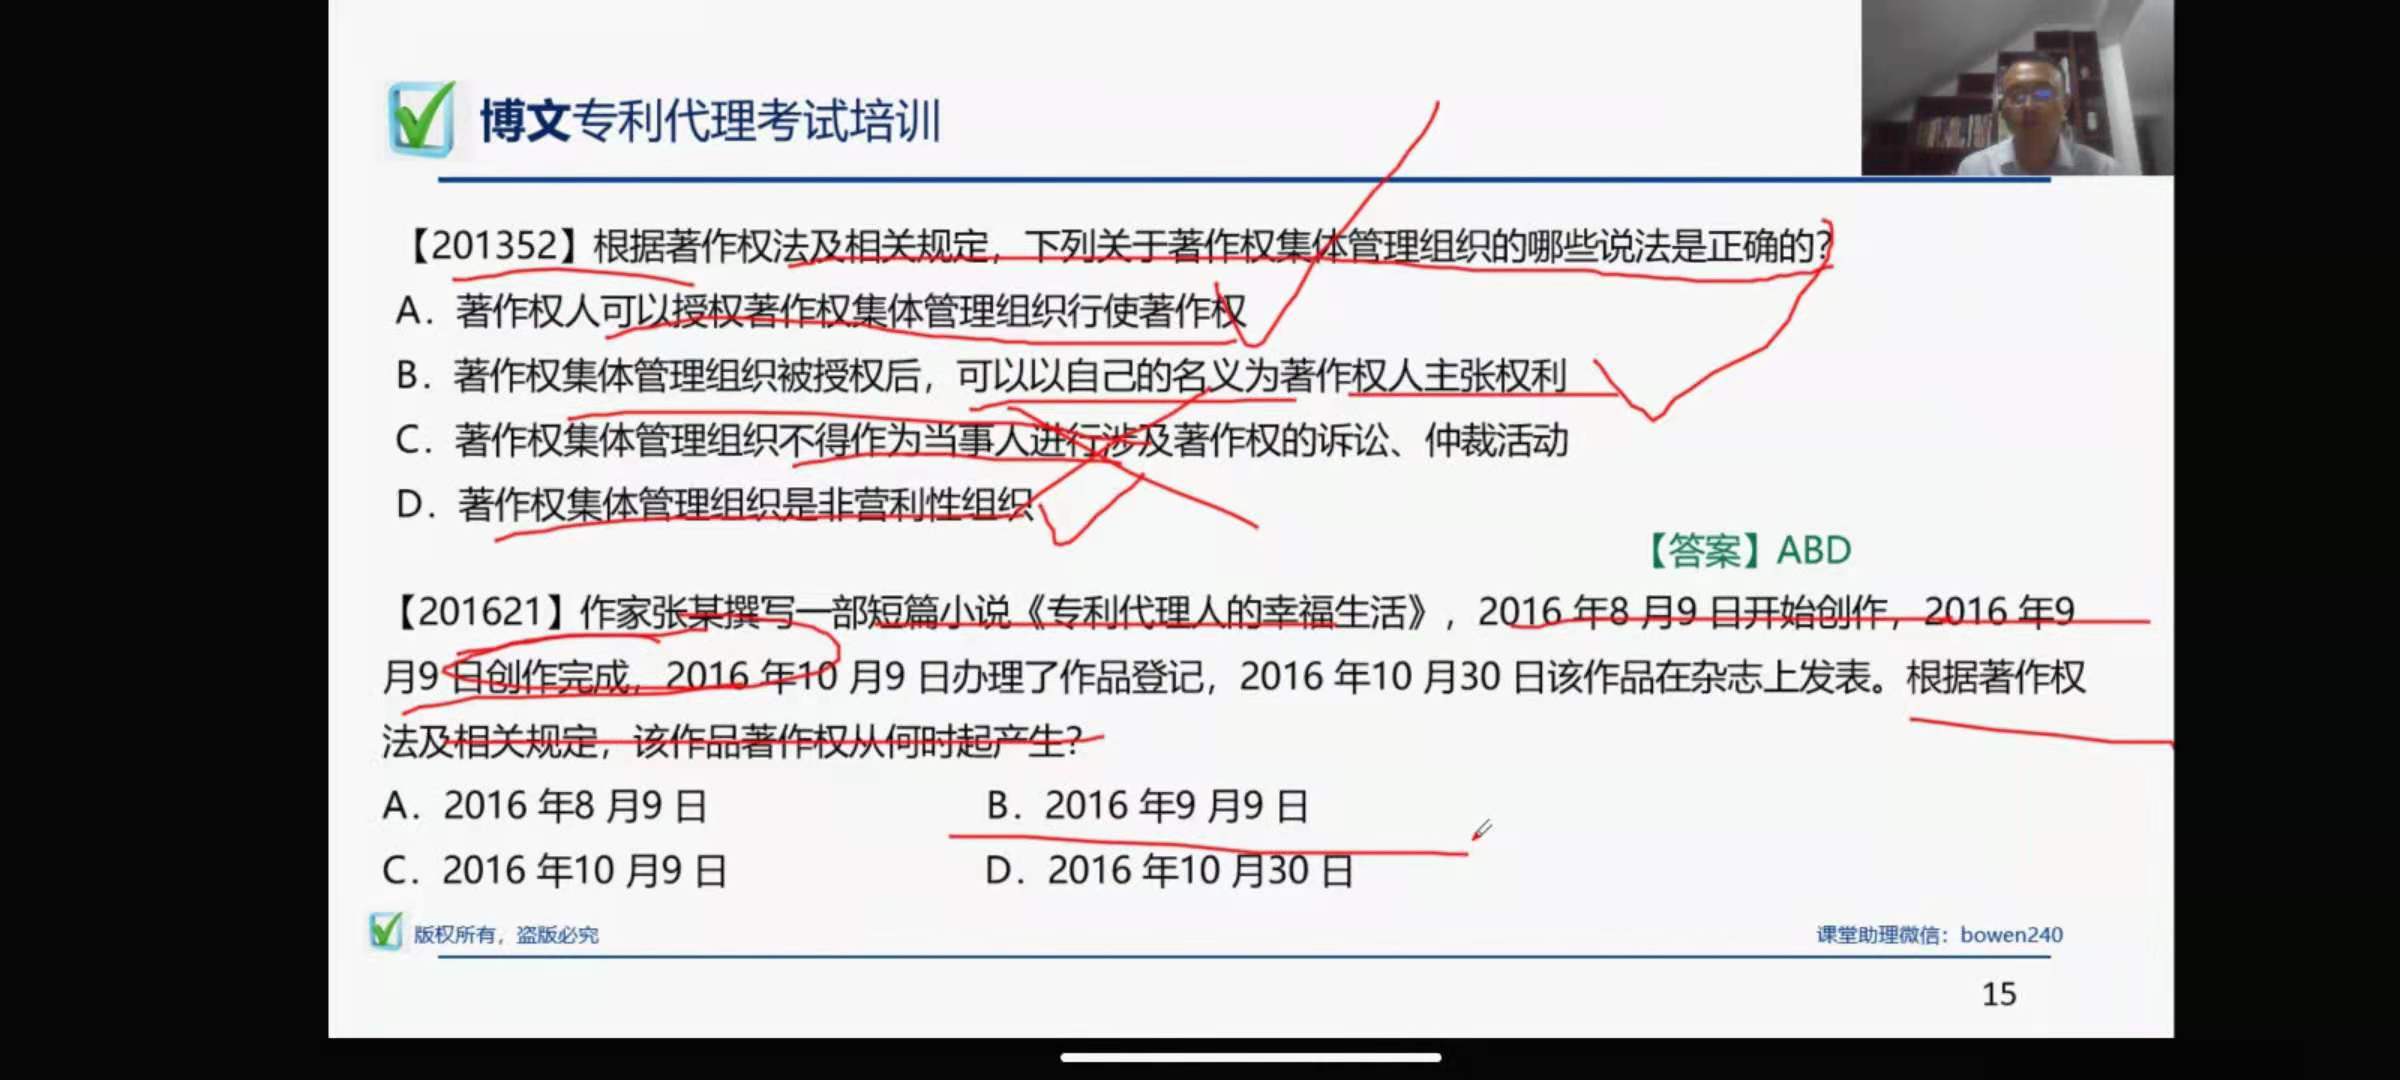 博文专利代理考试培训
【201352】根据著作权法及相关规定，下列关于著作权集体管理组织的哪些说法是正确的?
A．著作权人可以授权著作权集体管理组织行使著作权
B．著作权集体管理组织被授权后，可以以自己的名义为著作权人主张权利
C．著作权集体管理组织不得作为当事人进行涉及著作权的诉讼、仲裁活动
D．著作权集体管理组织是非营利性组织
【答案】ABD
【201621】作家张某撰写一部短篇小说《专利代理人的幸福生活》，2016 年8 月9 日开始创作，2016 年9
月9 日创作完成，2016 年10 月9 日办理了作品登记，2016 年10 月30 日该作品在杂志上发表。根据著作权
法及相关规定，该作品著作权从何时起产生?
A．2016 年8 月9 日 B．2016 年9 月9 日
C．2016 年10 月9 日 D．2016 年10 月30 日
版权所有，盗版必究 课堂助理微信：bowen240
15